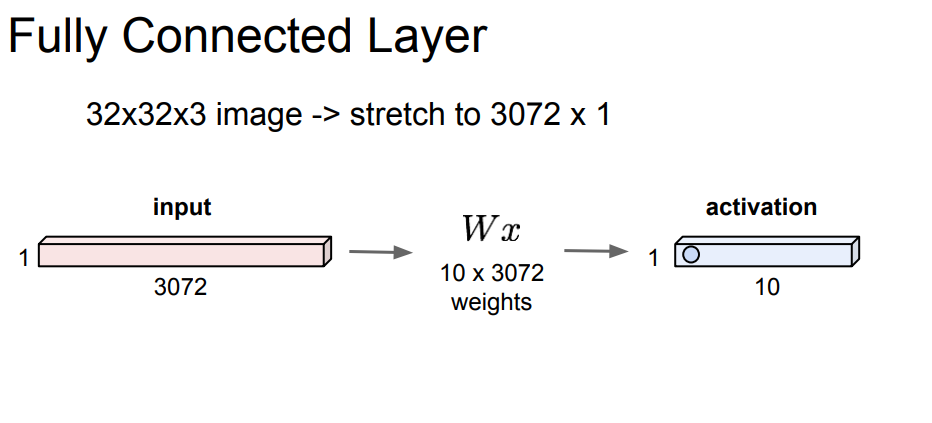 Fully Connected Layer
32x32x3 image -> stretch to 3072 x 1
input
1
3072
Wx
10 x 3072
weights
activation
1
10